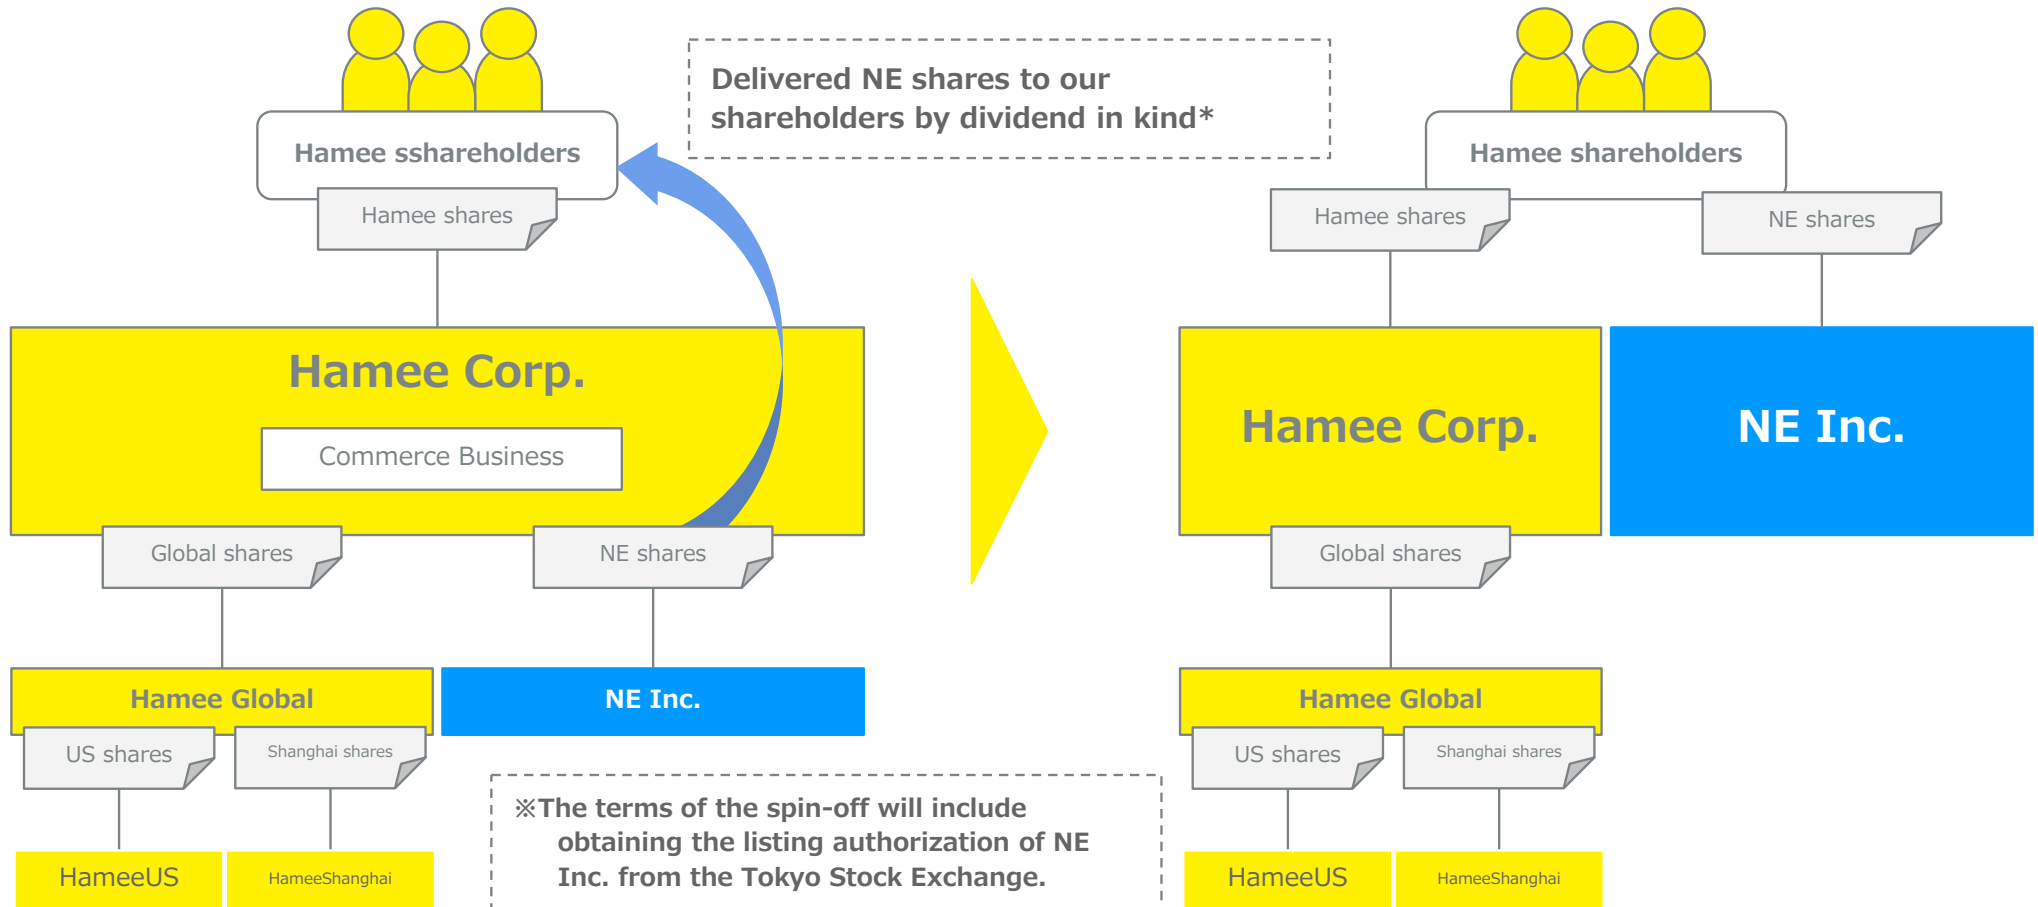 Delivered NE shares to our
shareholders by dividend in kind*
Hamee sshareholders
Hamee shares
Hamee Corp.
Commerce Business
Global shares
NE shares
Hamee Global
NE Inc.
US shares
Shanghai shares
HameeUS
HameeShanghai
※The terms of the spin-off will include
obtaining the listing authorization of NE
Inc. from the Tokyo Stock Exchange.
Hamee shareholders
Hamee shares
NE shares
Hamee Corp.
NE Inc.
Global shares
Hamee Global
US shares
Shanghai shares
HameeUS
HameeShanghai